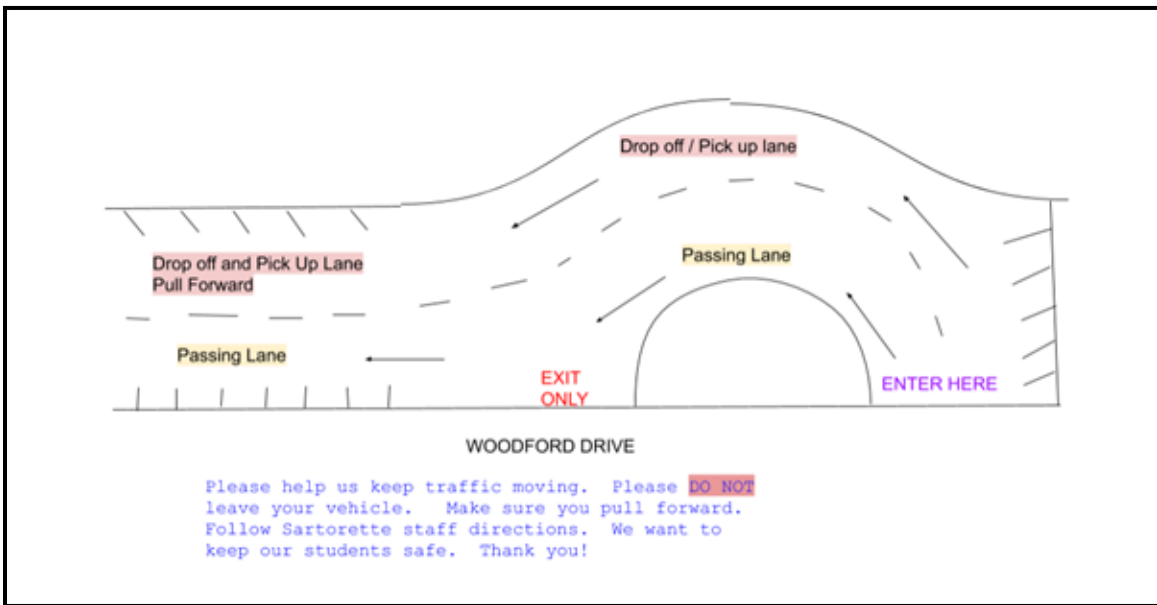 Drop off / Pick up lane
Drop off and Pick Up Lane
Pull Forward
Passing Lane
Passing Lane
EXIT
ONLY
ENTER HERE
WOODFORD DRIVE
Please help us keep traffic moving.  Please DO NOT
leave your vehicle.   Make sure you pull forward.
Follow Sartorette staff directions.  We want to
keep our students safe.  Thank you!